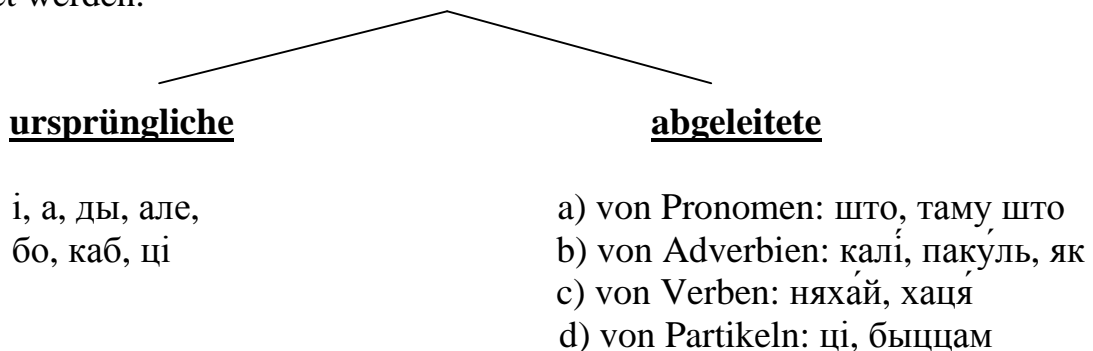 werden.
ursprüngliche
abgeleitete
і, а, ды, але,
бо, каб, ці
a) von Pronomen: што, таму што
b) von Adverbien: калі́, паку́ль, як
c) von Verben: няха́й, хаця́
d) von Partikeln: ці, быццам